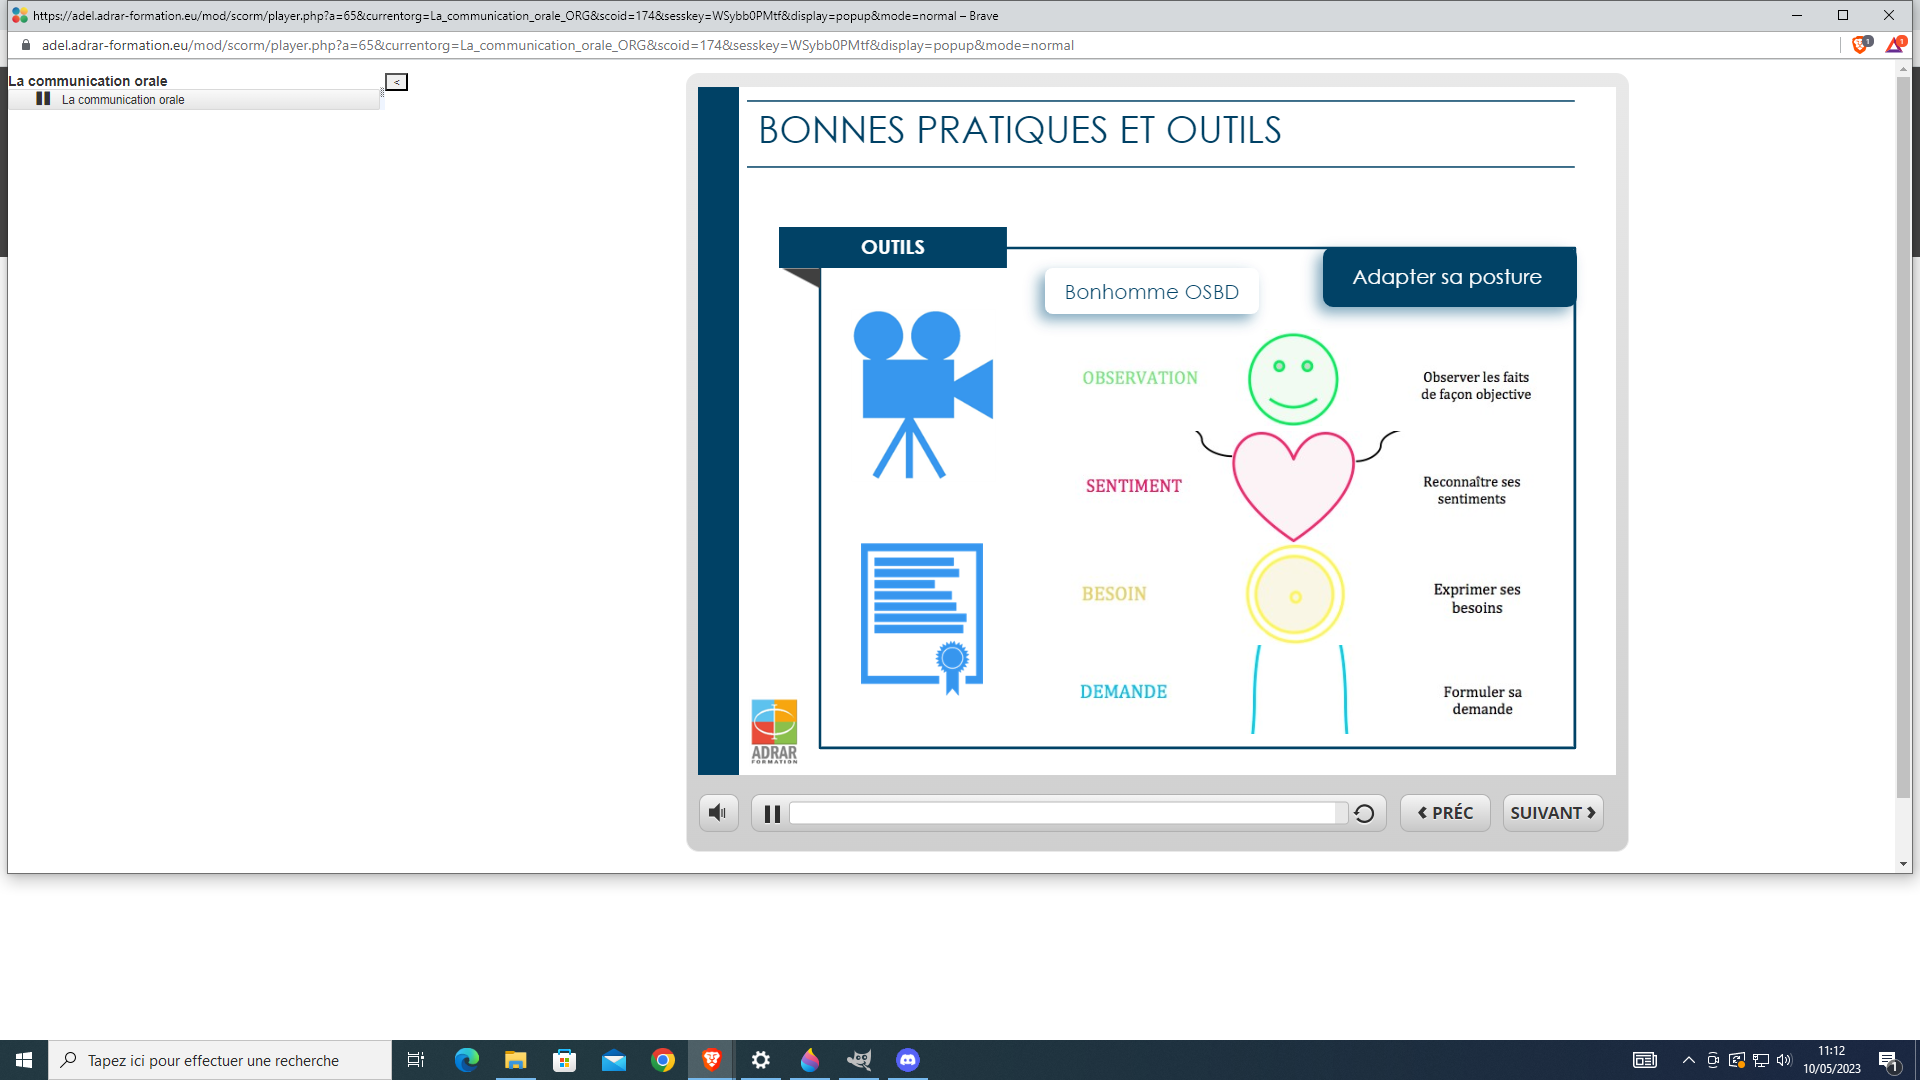 https://adel.adrar-formation.eu/mod/scorm/player.php?a=65&currentorg=La_communication_orale_ORG&scoid=174&sesskey=WSybb0PMtf&display=popup&mode=normal – Brave
adel.adrar-formation.eu/mod/scorm/player.php?a=65&currentorg=La_communication_orale_ORG&scoid=174&sesskey=WSybb0PMtf&display=popup&mode=normal
1
1
La communication orale
<
La communication orale
BONNES PRATIQUES ET OUTILS
OUTILS
Bonhomme OSBD
Adapter sa posture
OBSERVATION
Observer les faits
de façon objective
SENTIMENT
Reconnaître ses
sentiments
BESOIN
Exprimer ses
besoins
DEMANDE
Formuler sa
demande
ADRAR
FORMATION
PRÉC
SUIVANT
Tapez ici pour effectuer une recherche
11:12
10/05/2023
1